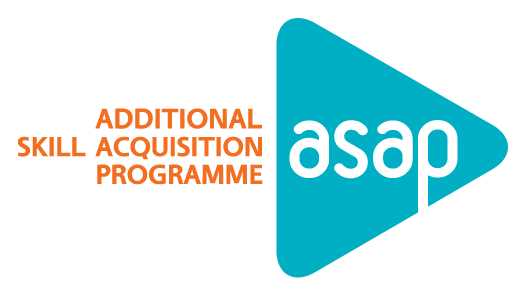 ADDITIONAL
SKILL ACQUISITION
PROGRAMME
asap